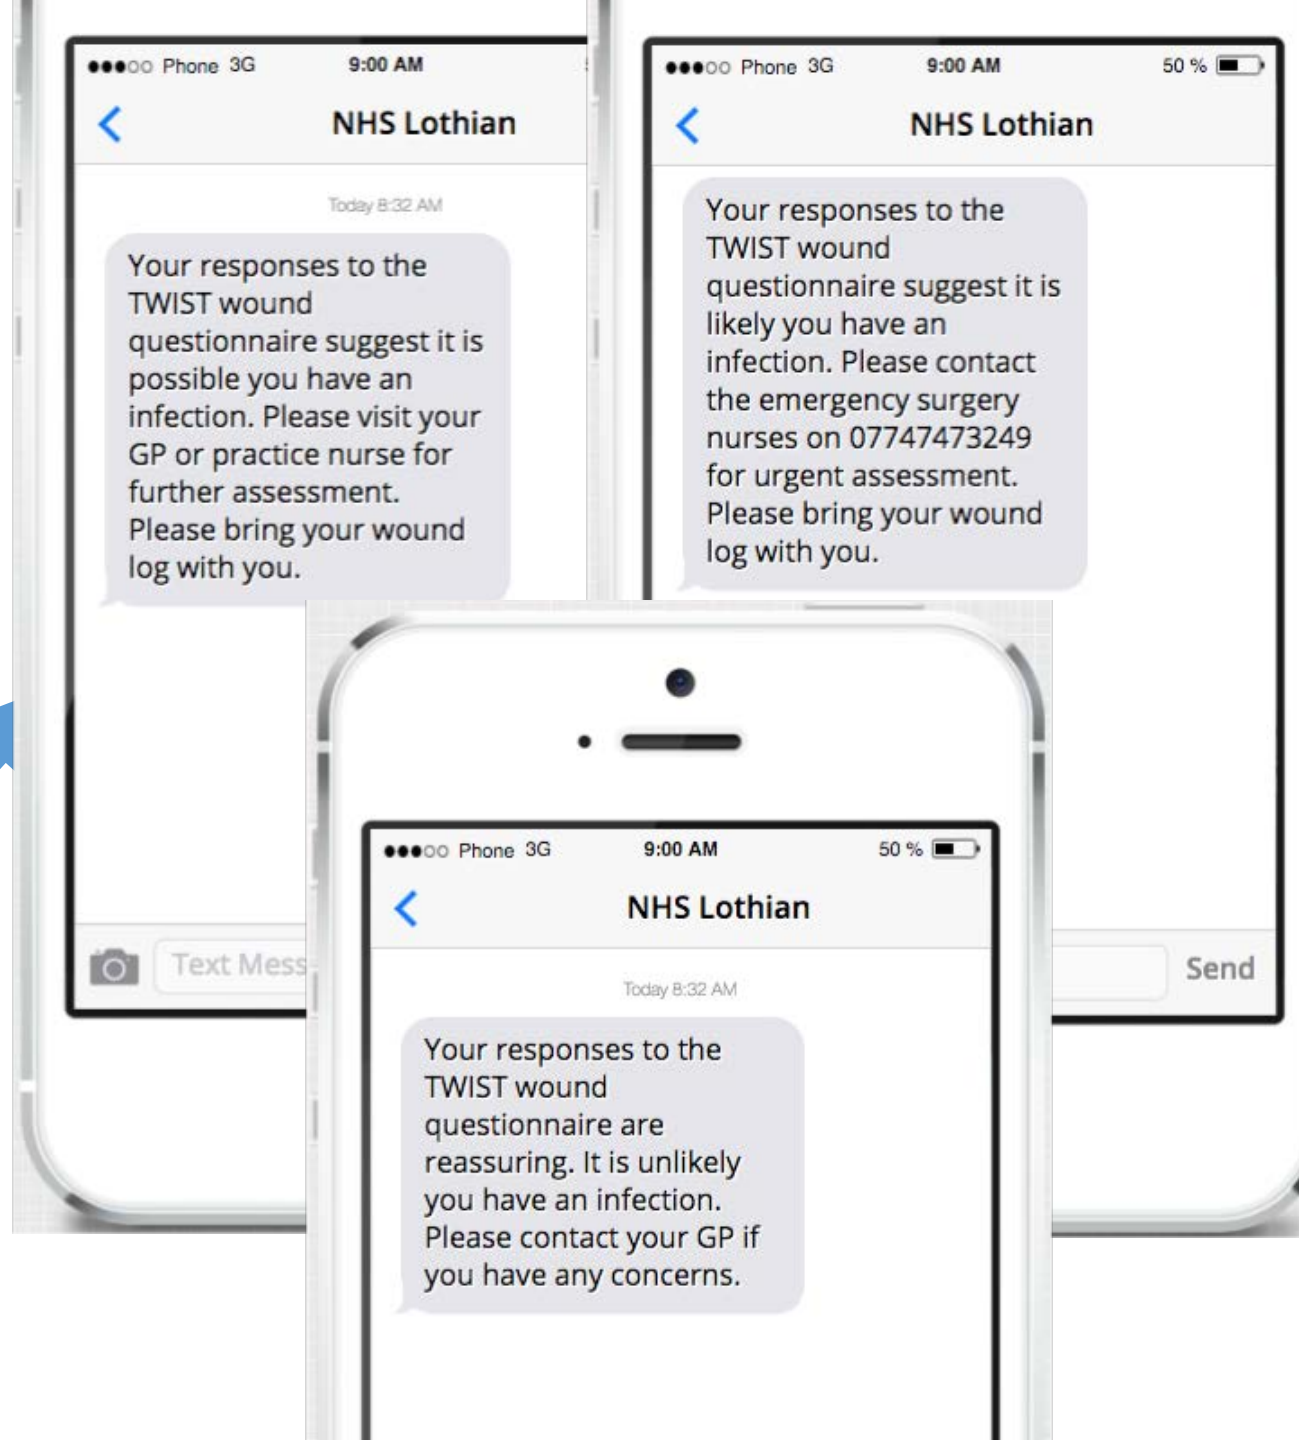 Phone 3G 9:00 AM
NHS Lothian
Today 8:32 AM
Your responses to the
TWIST wound
questionnaire suggest it is
possible you have an
infection. Please visit your
GP or practice nurse for
further assessment.
Please bring your wound
log with you.
Text Mess
Phone 3G 9:00 AM 50 %
NHS Lothian
Your responses to the
TWIST wound
questionnaire suggest it is
likely you have an
infection. Please contact
the emergency surgery
nurses on 07747473249
for urgent assessment.
Please bring your wound
log with you.
Send
Phone 3G 9:00 AM 50 %
NHS Lothian
Today 8:32 AM
Your responses to the
TWIST wound
questionnaire are
reassuring. It is unlikely
you have an infection.
Please contact your GP if
you have any concerns.